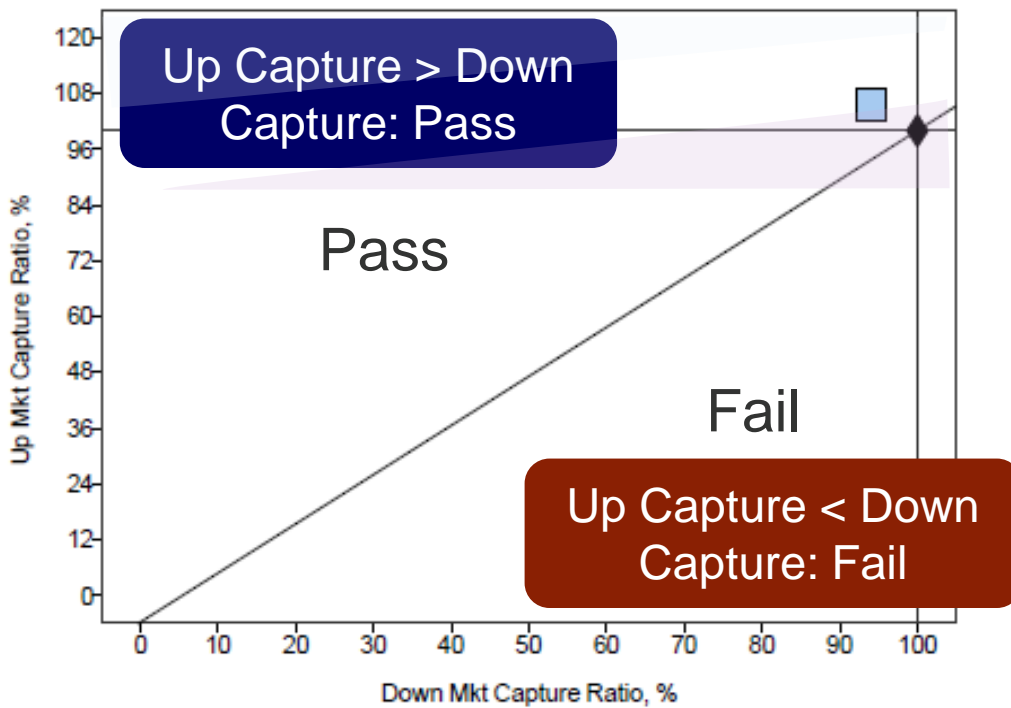 Up Mkt Capture Ratio, %
120
108
96
84
72
60
48
36
24
12
0
Up Capture > Down
Capture: Pass
Pass
Fail
Up Capture < Down
Capture: Fail
0 10 20 30 40 50 60 70 80 90 100
Down Mkt Capture Ratio, %